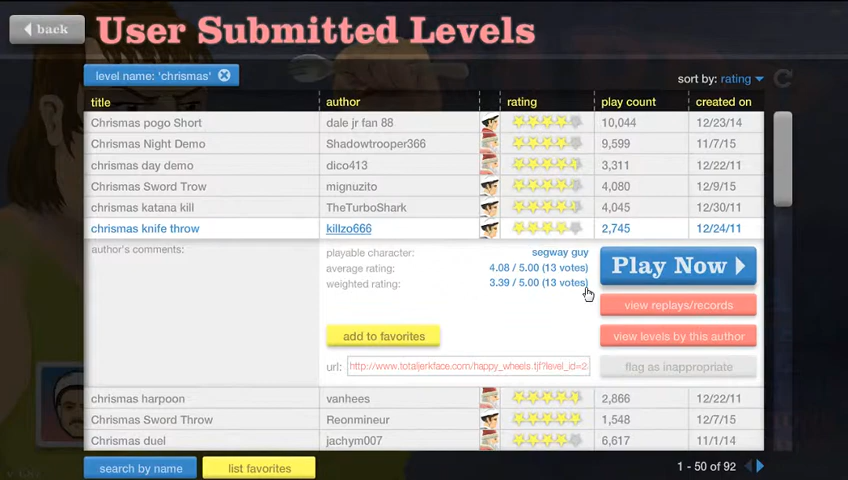 back
User Submitted Levels
level name: 'chrismas'
sort by: rating
title author rating play count created on
Chrismas pogo Short dale jr fan 88 10,044 12/23/14
Chrismas Night Demo Shadowtrooper366 9,599 11/7/15
chrismas day demo dico413 3,311 12/22/11
Chrismas Sword Trow mignuzito 4,080 12/9/15
chrismas katana kill TheTurboShark 4,045 12/30/11
chrismas knife throw killzo666 2,745 12/24/11
author's comments:
playable character: segway guy
average rating: 4.08 / 5.00 (13 votes)
weighted rating: 3.39 / 5.00 (13 votes)
Play Now
view replays/records
add to favorites
view levels by this author
url: http://www.totaljerkface.com/happy_wheels.tjf?level_id=2
flag as inappropriate
chrismas harpoon vanhees 2,866 12/22/11
Chrismas Sword Throw Reonmineur 1,548 12/7/15
Chrismas duel jachym007 6,617 11/1/14
search by name
list favorites
1 - 50 of 92